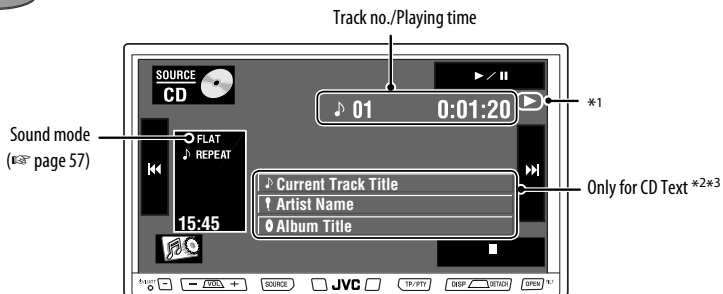 Track no./Playing time
SOURCE
CD
♪ 01 0:01:20
*1
Sound mode
(☞ page 57)
FLAT
♪ REPEAT
Current Track Title
Artist Name
Album Title
Only for CD Text *2*3
15:45
VOL
SOURCE
JVC
TP/PTY
DISP
DETACH
OPEN
TILT